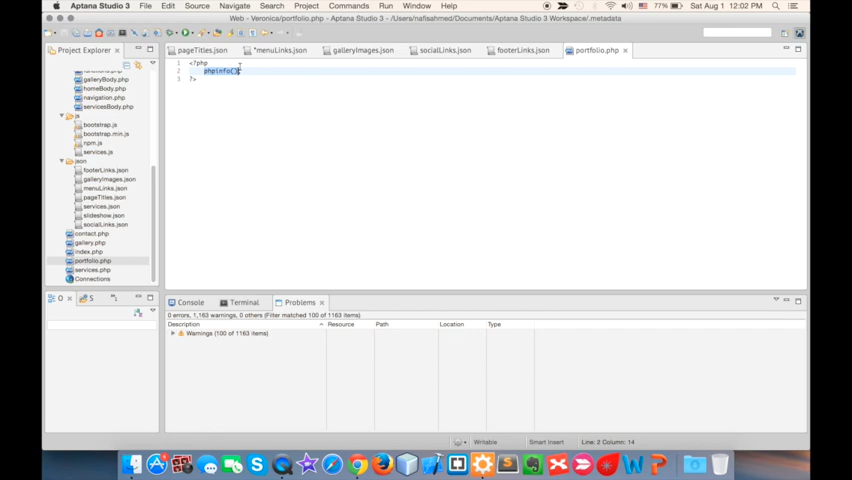 Aptana Studio 3 File Edit Source Navigate Search Project Commands Run Window Help 77% Sat 12:02 PM
Web - Veronica/portfolio.php - Aptana Studio 3 - /Users/nafisahmed/Documents/Aptana Studio 3 Workspace/.metadata
Project Explorer
pageTitles.json *menuLinks.json galleryImages.json socialLinks.json footerLinks.json portfolio.php
functions.php
galleryBody.php
homeBody.php
navigation.php
servicesBody.php
js
bootstrap.js
bootstrap.min.js
npm.js
services.js
json
footerLinks.json
galleryImages.json
menuLinks.json
pageTitles.json
services.json
slideshow.json
socialLinks.json
contact.php
gallery.php
index.php
portfolio.php
services.php
Connections
1 <?php
2 phpinfo();
3 ?>
O S
Console Terminal Problems
0 errors, 1,163 warnings, 0 others (Filter matched 100 of 1163 items)
Description Resource Path Location Type
Warnings (100 of 1163 items)
Writable Smart Insert Line: 2 Column: 14